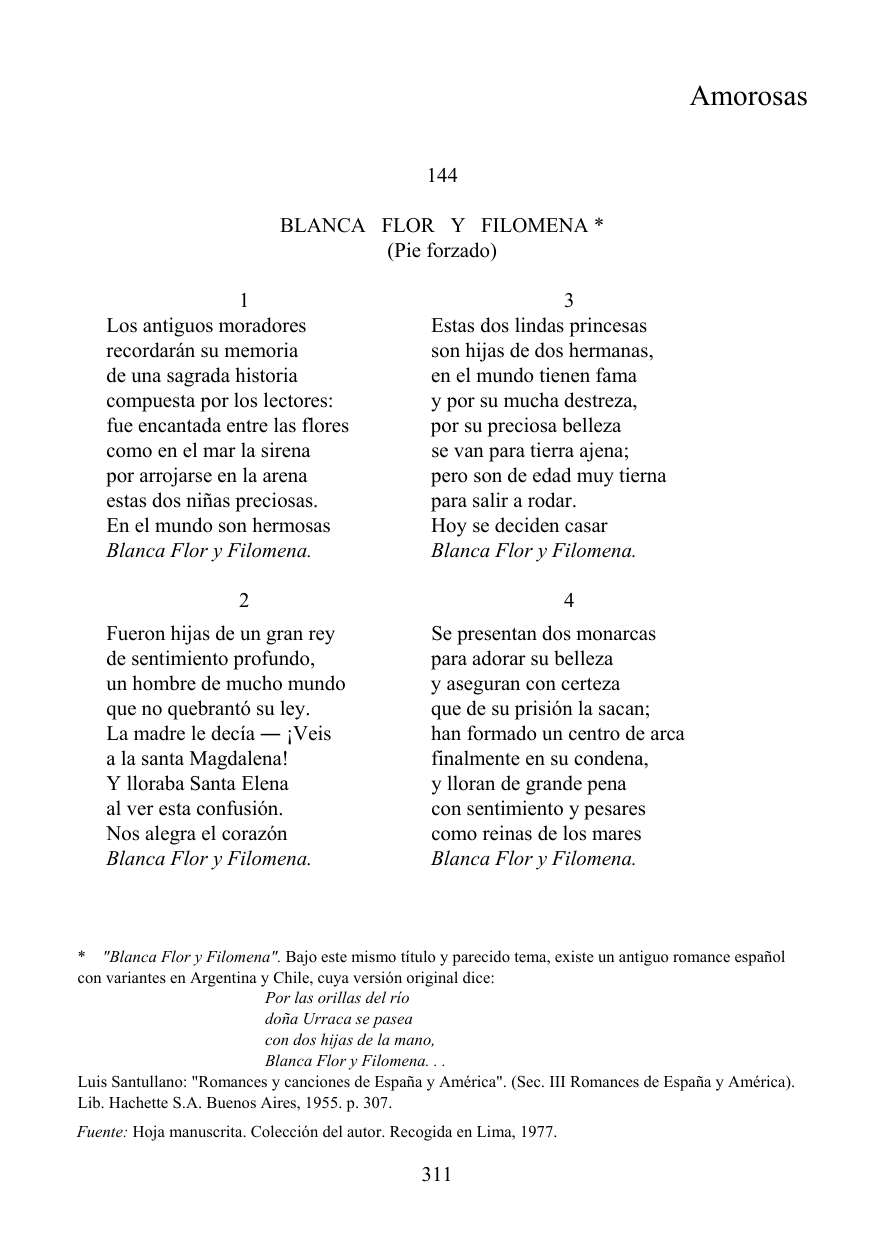 Amorosas
144
BLANCA FLOR Y FILOMENA *
(Pie forzado)
1
Los antiguos moradores
recordarán su memoria
de una sagrada historia
compuesta por los lectores:
fue encantada entre las flores
como en el mar la sirena
por arrojarse en la arena
estas dos niñas preciosas.
En el mundo son hermosas
Blanca Flor y Filomena.
2
Fueron hijas de un gran rey
de sentimiento profundo,
un hombre de mucho mundo
que no quebrantó su ley.
La madre le decía — ¡Veis
a la santa Magdalena!
Y lloraba Santa Elena
al ver esta confusión.
Nos alegra el corazón
Blanca Flor y Filomena.
3
Estas dos lindas princesas
son hijas de dos hermanas,
en el mundo tienen fama
y por su mucha destreza,
por su preciosa belleza
se van para tierra ajena;
pero son de edad muy tierna
para salir a rodar.
Hoy se deciden casar
Blanca Flor y Filomena.
4
Se presentan dos monarcas
para adorar su belleza
y aseguran con certeza
que de su prisión la sacan;
han formado un centro de arca
finalmente en su condena,
y lloran de grande pena
con sentimiento y pesares
como reinas de los mares
Blanca Flor y Filomena.
* "Blanca Flor y Filomena". Bajo este mismo título y parecido tema, existe un antiguo romance español
con variantes en Argentina y Chile, cuya versión original dice:
Por las orillas del río
doña Urraca se pasea
con dos hijas de la mano,
Blanca Flor y Filomena. . .
Luis Santullano: "Romances y canciones de España y América". (Sec. III Romances de España y América).
Lib. Hachette S.A. Buenos Aires, 1955. p. 307.
Fuente: Hoja manuscrita. Colección del autor. Recogida en Lima, 1977.
311